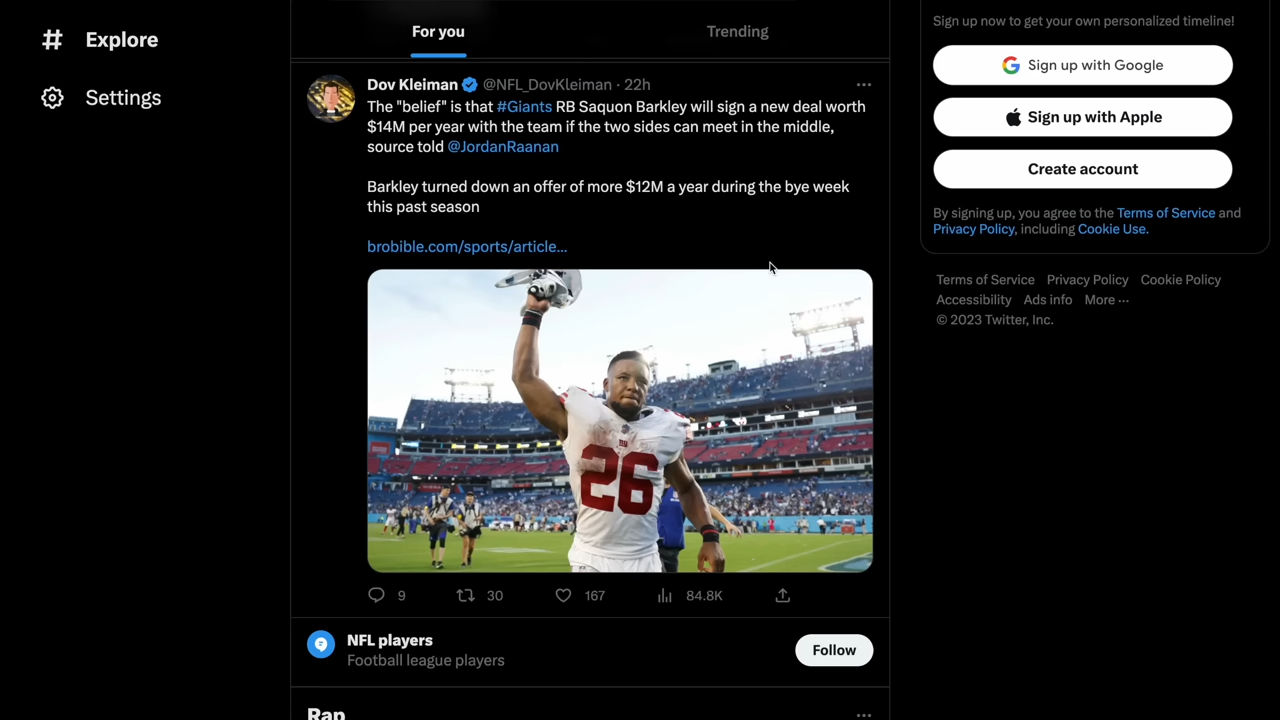 Explore
Settings
For you
Trending
Dov Kleiman @NFL_DovKleiman · 22h
The "belief" is that #Giants RB Saquon Barkley will sign a new deal worth
$14M per year with the team if the two sides can meet in the middle,
source told @JordanRaanan
Barkley turned down an offer of more $12M a year during the bye week
this past season
brobible.com/sports/article...
26
9
30
167
84.8K
NFL players
Football league players
Follow
Rap
Sign up now to get your own personalized timeline!
Sign up with Google
Sign up with Apple
Create account
By signing up, you agree to the Terms of Service and
Privacy Policy, including Cookie Use.
Terms of Service Privacy Policy Cookie Policy
Accessibility Ads info More ...
© 2023 Twitter, Inc.